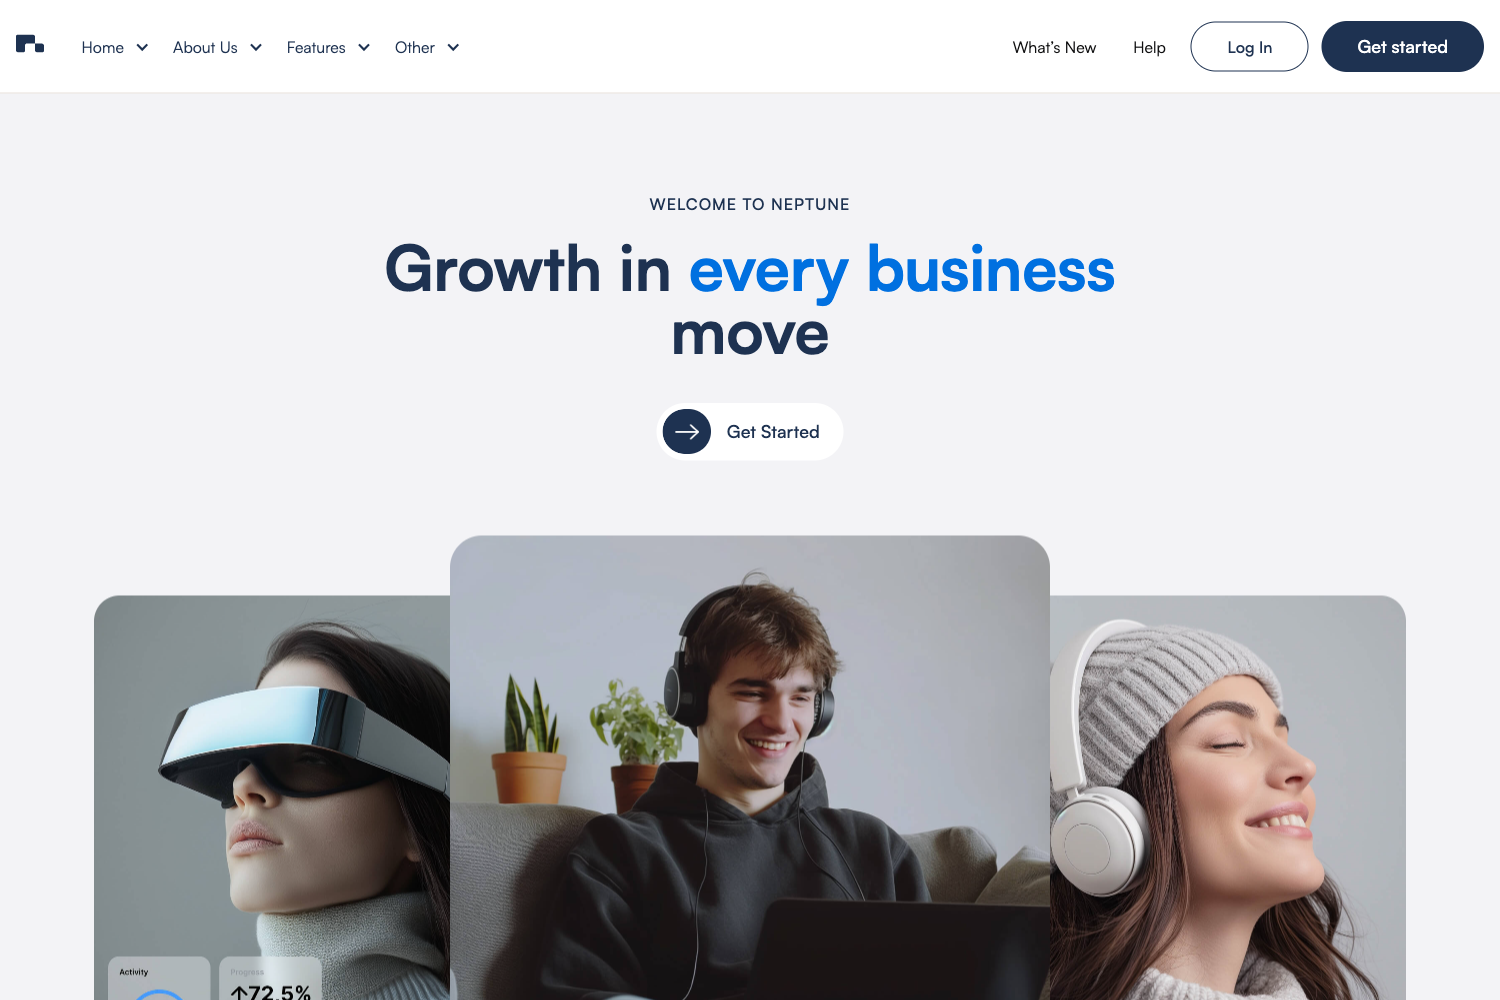 Home
About Us
Features
Other
What's New
Help
Log In
Get started
WELCOME TO NEPTUNE
Growth in every business
move
Get Started
Activity
Progress
↑72.5%